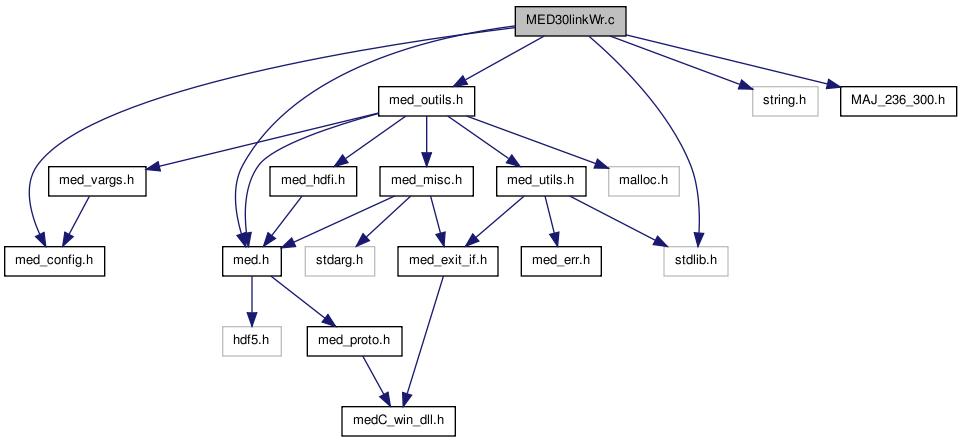 MED30linkWr.c
med_outils.h
string.h
MAJ_236_300.h
med_vargs.h
med_hdfi.h
med_misc.h
med_utils.h
malloc.h
med_config.h
med.h
stdarg.h
med_exit_if.h
med_err.h
stdlib.h
hdf5.h
med_proto.h
medC_win_dll.h